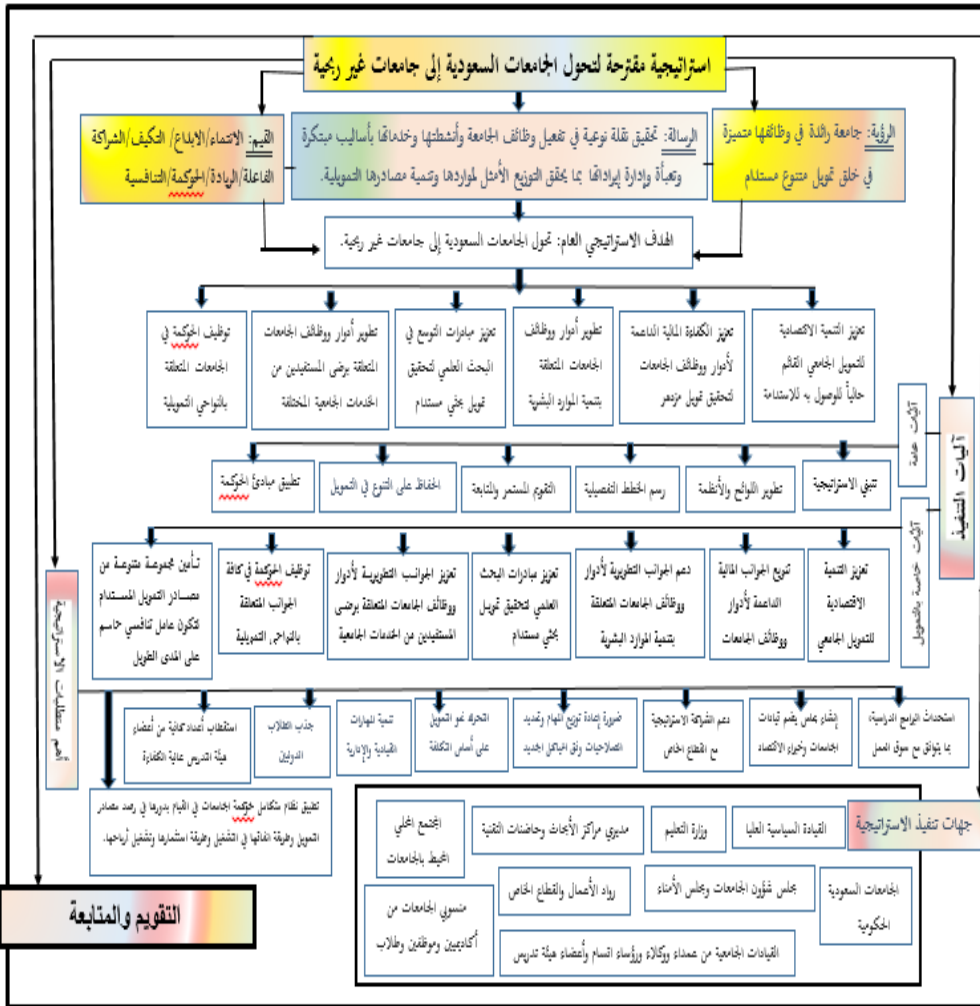 استراتيجية مقترحة لتحول الجامعات السعودية إلى جامعات غير ربحية
الرؤية: جامعة رائدة في وظائفها متميزة
في خلق تمويل متنوع مستدام
الرسالة: تحقيق نقلة نوعية في تفعيل وظائف الجامعة وأنشطتها وخدماتها بأساليب مبتكرة
وتعبأة وإدارة إيراداتها بما يحقق التوزيع الأمثل لمواردها وتنمية مصادرها التمويلية.
القيم: الانتماء/الابداع/التكيف/الشراكة
الفاعلة/الريادة/الحوكمة/التنافسية
الهدف الاستراتيجي العام: تحول الجامعات السعودية إلى جامعات غير ربحية.
تعزيز التنمية الاقتصادية
للتمويل الجامعي القائم
حالياً للوصول به للاستدامة
تعزيز الكفاءة المالية الداعمة
لأدوار ووظائف الجامعات
لتحقيق تمويل مزدهر
تطوير أدوار ووظائف
الجامعات المتعلقة
بتنمية الموارد البشرية
تعزيز مبادرات التوسع في
البحث العلمي لتحقيق
تمويل بحثي مستدام
تطوير أدوار ووظائف الجامعات
المتعلقة برضى المستفيدين من
الخدمات الجامعية المختلفة
توظيف الحوكمة في
الجامعات المتعلقة
بالنواحي التمويلية
آليات التنفيذ
آليات عامة
تتبني الاستراتيجية
تطوير اللوائح والأنظمة
رسم الخطط التفصيلية
التقويم المستمر والمتابعة
الحفاظ على التنوع في التمويل
تطبيق مبادئ الحوكمة
آليات خاصة بالتمويل
تعزيز التنمية
الاقتصادية
للتمويل الجامعي
تنويع الجوانب المالية
الداعمة لأدوار
ووظائف الجامعات
دعم الجوانب التطويرية لأدوار
ووظائف الجامعات المتعلقة
بتنمية الموارد البشرية
تعزيز مبادرات البحث
العلمي لتحقيق تمويل
بحثي مستدام
تعزيز الجوانب التطويرية لأدوار
ووظائف الجامعات المتعلقة برضى
المستفيدين من الخدمات الجامعية
توظيف الحوكمة في كافة
الجوانب المتعلقة
بالنواحي التمويلية
تأمين مجموعة متنوعة من
مصادر التمويل المستدام
لتكون عامل تنافسي حاسم
على المدى الطويل
أهم متطلبات الاستراتيجية
استحداث البرامج الدراسية؛
بما يتوافق مع سوق العمل
إنشاء مجلس يضم قيادات
الجامعات وخبراء الاقتصاد
دعم الشراكة الاستراتيجية
مع القطاع الخاص
ضرورة إعادة توزيع المهام وتحديد
الصلاحيات وفق الهياكل الجديد
التحرك نحو التمويل
على أساس التكلفة
تنمية المهارات
القيادية والإدارية
جذب الطلاب
الدوليين
استقطاب أعداد كافية من أعضاء
هيئة التدريس عالية الكفاءة
تطبيق نظام متكامل لحوكمة الجامعات في القيام بدورها في رصد مصادر
التمويل وطريقة انفاقها في التشغيل وطريقة استثمارها وتشغيل أرباحها.
جهات تنفيذ الاستراتيجية
القيادة السياسية العليا
وزارة التعليم
مديري مراكز الأبحاث وحاضنات التقنية
المجتمع المحلي
المحيط بالجامعات
الجامعات السعودية
الحكومية
مجلس شؤون الجامعات ومجلس الأمناء
رواد الأعمال والقطاع الخاص
منسوبي الجامعات من
أكاديميين وموظفين وطلاب
القيادات الجامعية من عمداء ووكلاء ورؤساء اقسام وأعضاء هيئة تدريس
التقويم والمتابعة